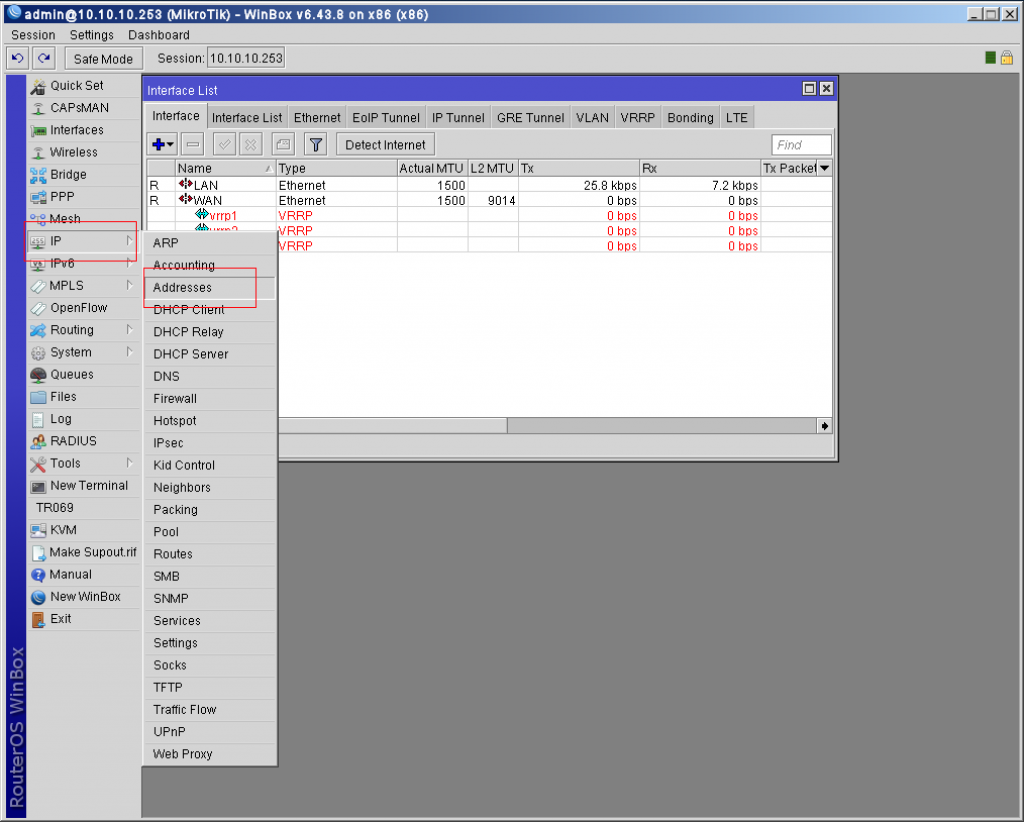 admin@10.10.10.253 (MikroTik) - WinBox v6.43.8 on x86 (x86)
Session Settings Dashboard
Safe Mode Session: 10.10.10.253
Quick Set
CAPsMAN
Interfaces
Wireless
Bridge
PPP
Mesh
IP
IPv6
MPLS
OpenFlow
Routing
System
Queues
Files
Log
RADIUS
Tools
New Terminal
TR069
KVM
Make Supout.rif
Manual
New WinBox
Exit
RouterOS WinBox
Interface List
Interface Interface List Ethernet EoIP Tunnel IP Tunnel GRE Tunnel VLAN VRRP Bonding LTE
Detect Internet Find
Name Type Actual MTU L2 MTU Tx Rx Tx Packet
R LAN Ethernet 1500 25.8 kbps 7.2 kbps
R WAN Ethernet 1500 9014 0 bps 0 bps
vrrp1 VRRP 0 bps 0 bps
VRRP 0 bps 0 bps
VRRP 0 bps 0 bps
ARP
Accounting
Addresses
DHCP Client
DHCP Relay
DHCP Server
DNS
Firewall
Hotspot
IPsec
Kid Control
Neighbors
Packing
Pool
Routes
SMB
SNMP
Services
Settings
Socks
TFTP
Traffic Flow
UPnP
Web Proxy